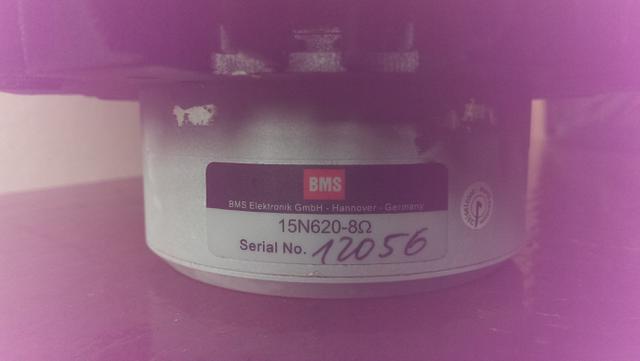 BMS
BMS Elektronik GmbH - Hannover - Germany
15N620-8Ω
Serial No. 12056